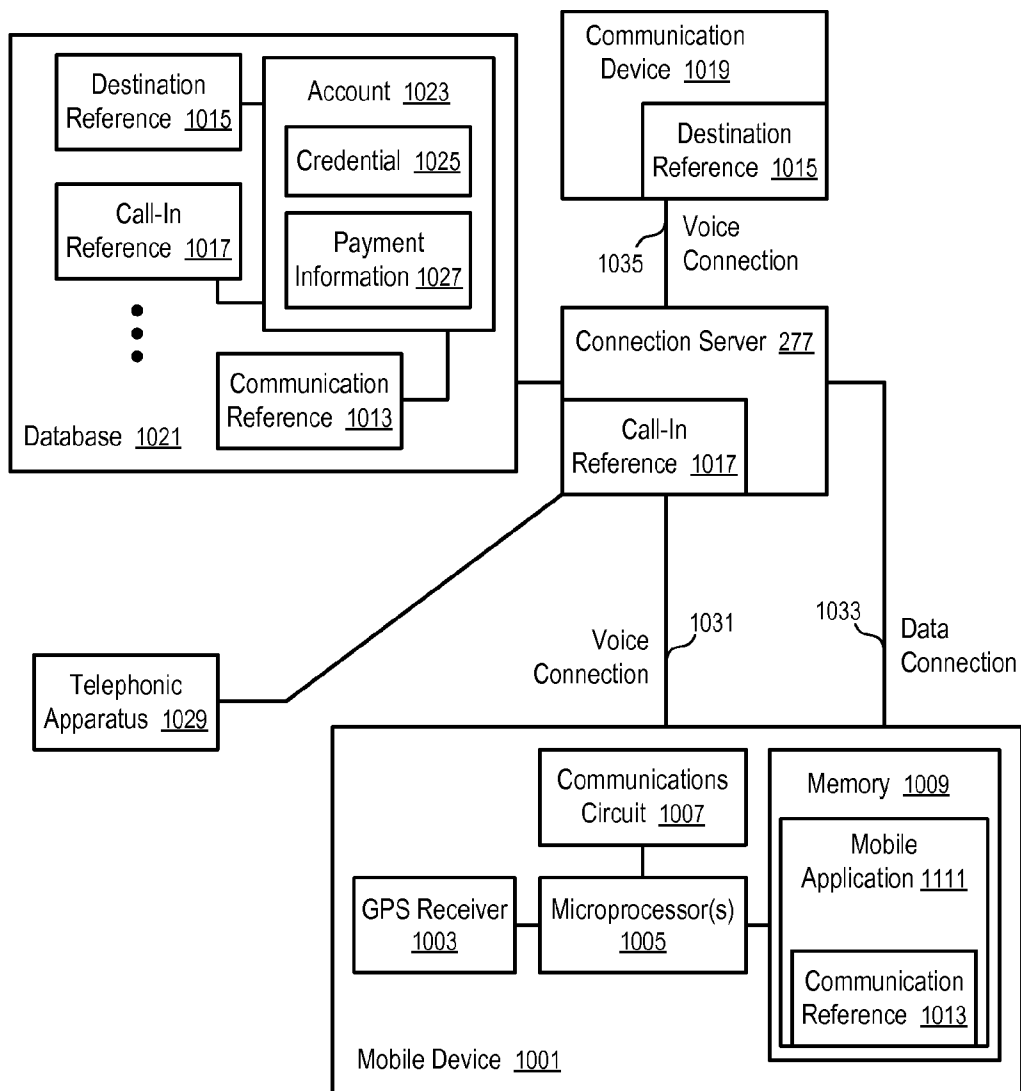 Destination
Reference 1015
Account 1023
Credential 1025
Call-In
Reference 1017
Payment
Information 1027
Communication
Reference 1013
Database 1021
Communication
Device 1019
Destination
Reference 1015
1035
Voice
Connection
Connection Server 277
Call-In
Reference 1017
Telephonic
Apparatus 1029
Voice
Connection
1031
1033
Data
Connection
Communications
Circuit 1007
Memory 1009
Mobile
Application 1111
GPS Receiver
1003
Microprocessor(s)
1005
Communication
Reference 1013
Mobile Device 1001